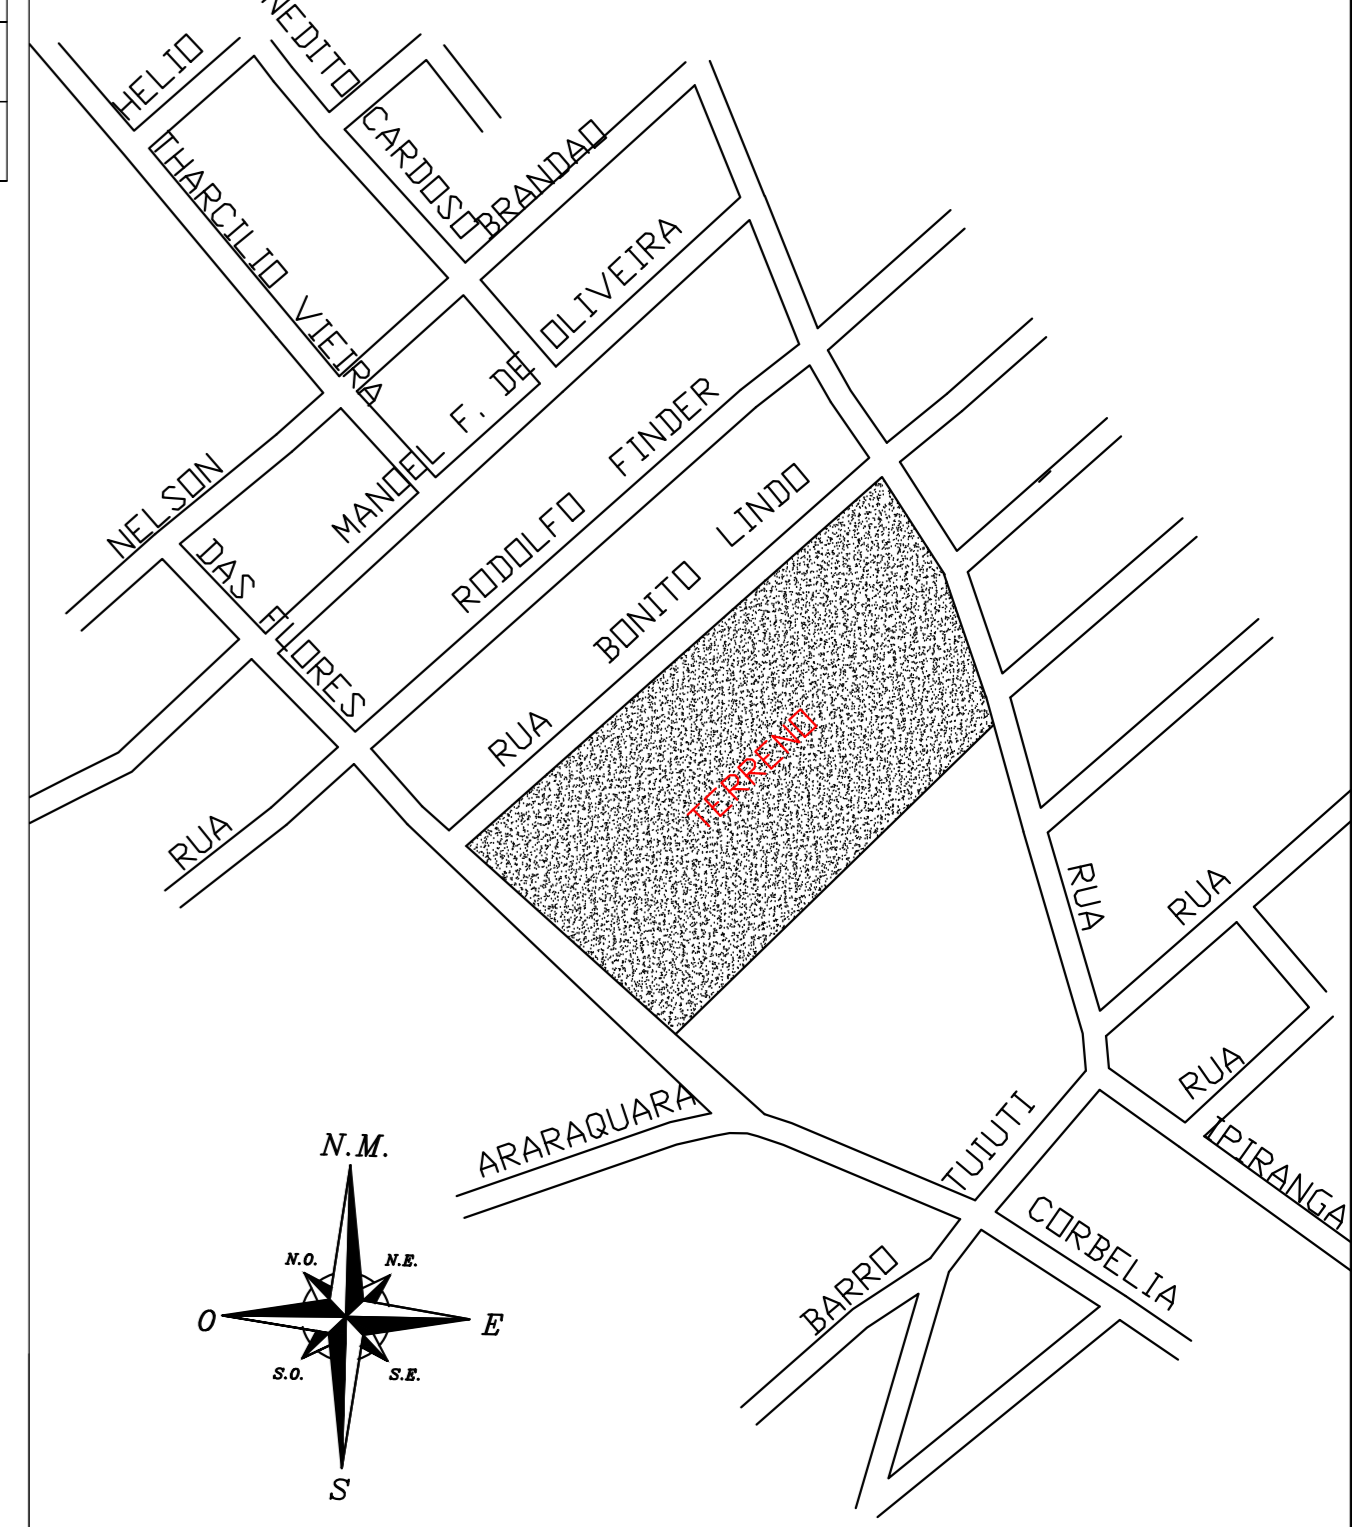 HELIO
NEDITO
CARDOSO
BRANDAO
THARCILIO VIEIRA
OLIVEIRA
MANOEL F. DE
NELSON
DAS FLORES
RODOLFO FINDER
RUA BONITO LINDO
TERRENO
RUA
RUA
RUA
RUA
ARARAQUARA
TUIUTI
IPIRANGA
CORBELIA
BARRO
N.M.
N.O.
N.E.
O
E
S.O.
S.E.
S